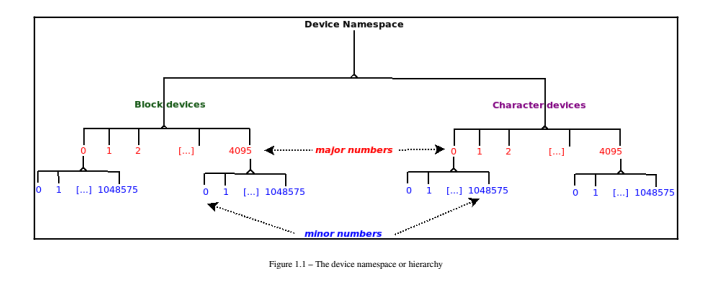 Device Namespace
Block devices Character devices
0 1 2 [...] 4095 major numbers 0 1 2 [...] 4095
0 1 [...] 1048575 0 1 [...] 1048575 0 1 [...] 1048575 0 1 [...] 1048575
minor numbers
Figure 1.1 – The device namespace or hierarchy